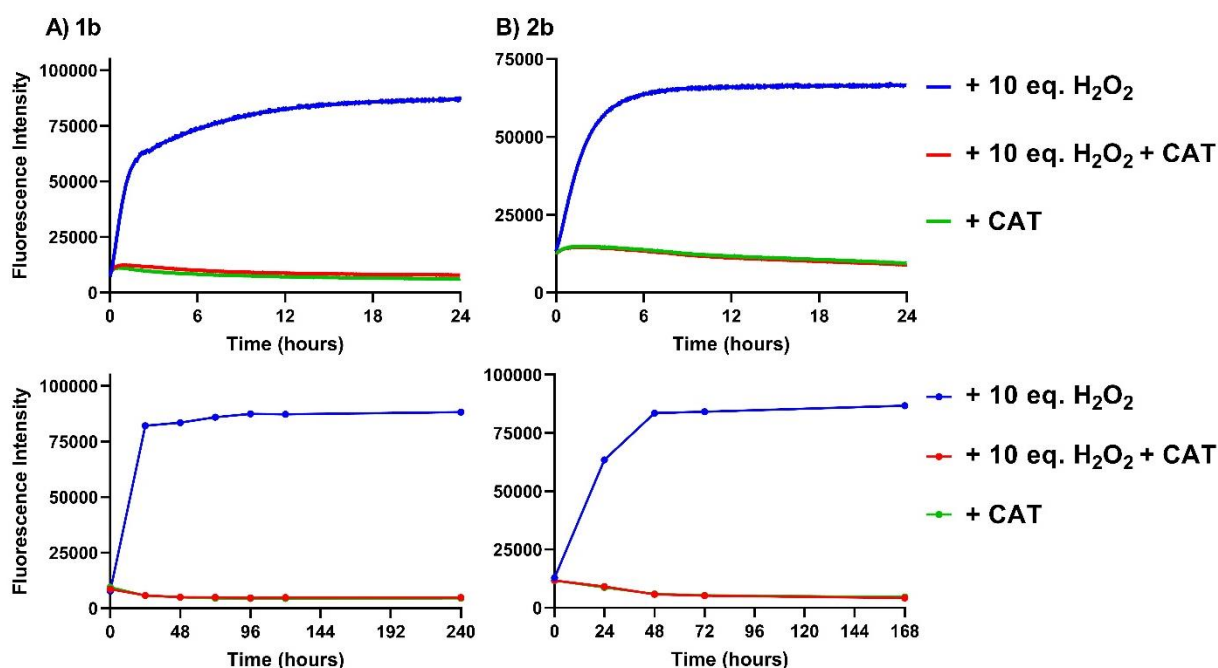 A) 1b
Fluorescence Intensity
100000
75000
50000
25000
0
0 6 12 18 24
Time (hours)
B) 2b
75000
50000
25000
0
0 6 12 18 24
Time (hours)
+ 10 eq. H₂O₂
+ 10 eq. H₂O₂ + CAT
+ CAT
Fluorescence Intensity
100000
75000
50000
25000
0
0 48 96 144 192 240
Time (hours)
100000
75000
50000
25000
0
0 24 48 72 96 120 144 168
Time (hours)
+ 10 eq. H₂O₂
+ 10 eq. H₂O₂ + CAT
+ CAT